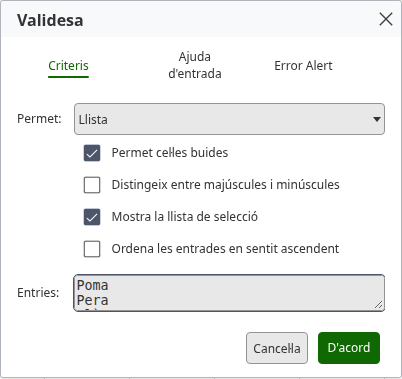 Validesa
Criteris
Ajuda
d'entrada
Error Alert
Permet:
Llista
Permet cel·les buides
Distingeix entre majúscules i minúscules
Mostra la llista de selecció
Ordena les entrades en sentit ascendent
Entries:
Poma
Pera
Cancel·la
D'acord